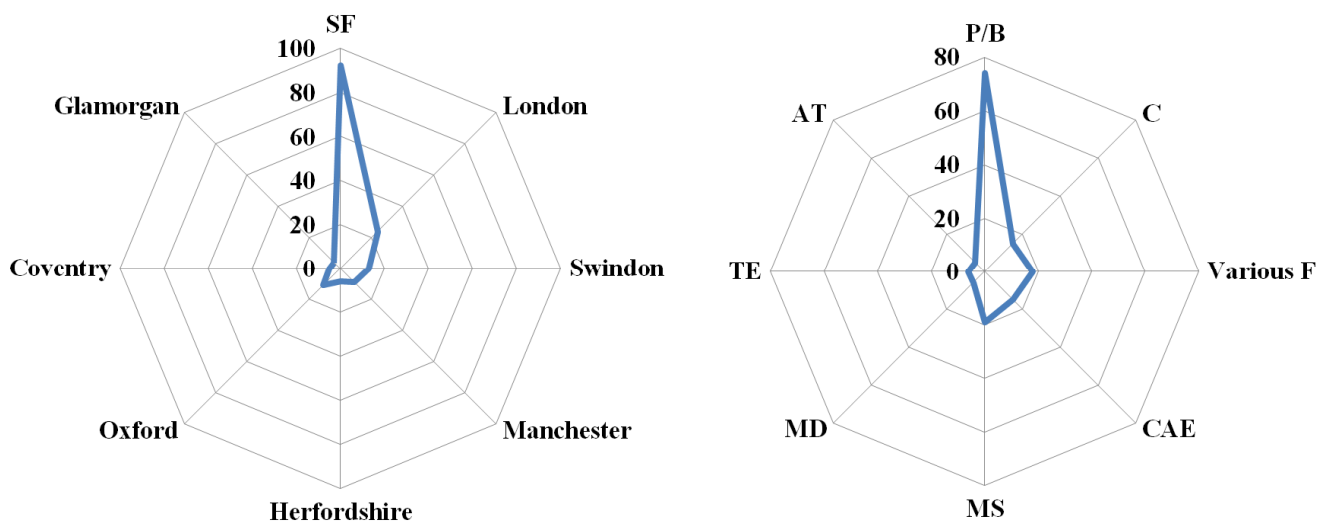 SF
100
80
60
40
20
0
London
Swindon
Manchester
Herfordshire
Oxford
Coventry
Glamorgan
P/B
80
60
40
20
0
C
Various F
CAE
MS
MD
TE
AT